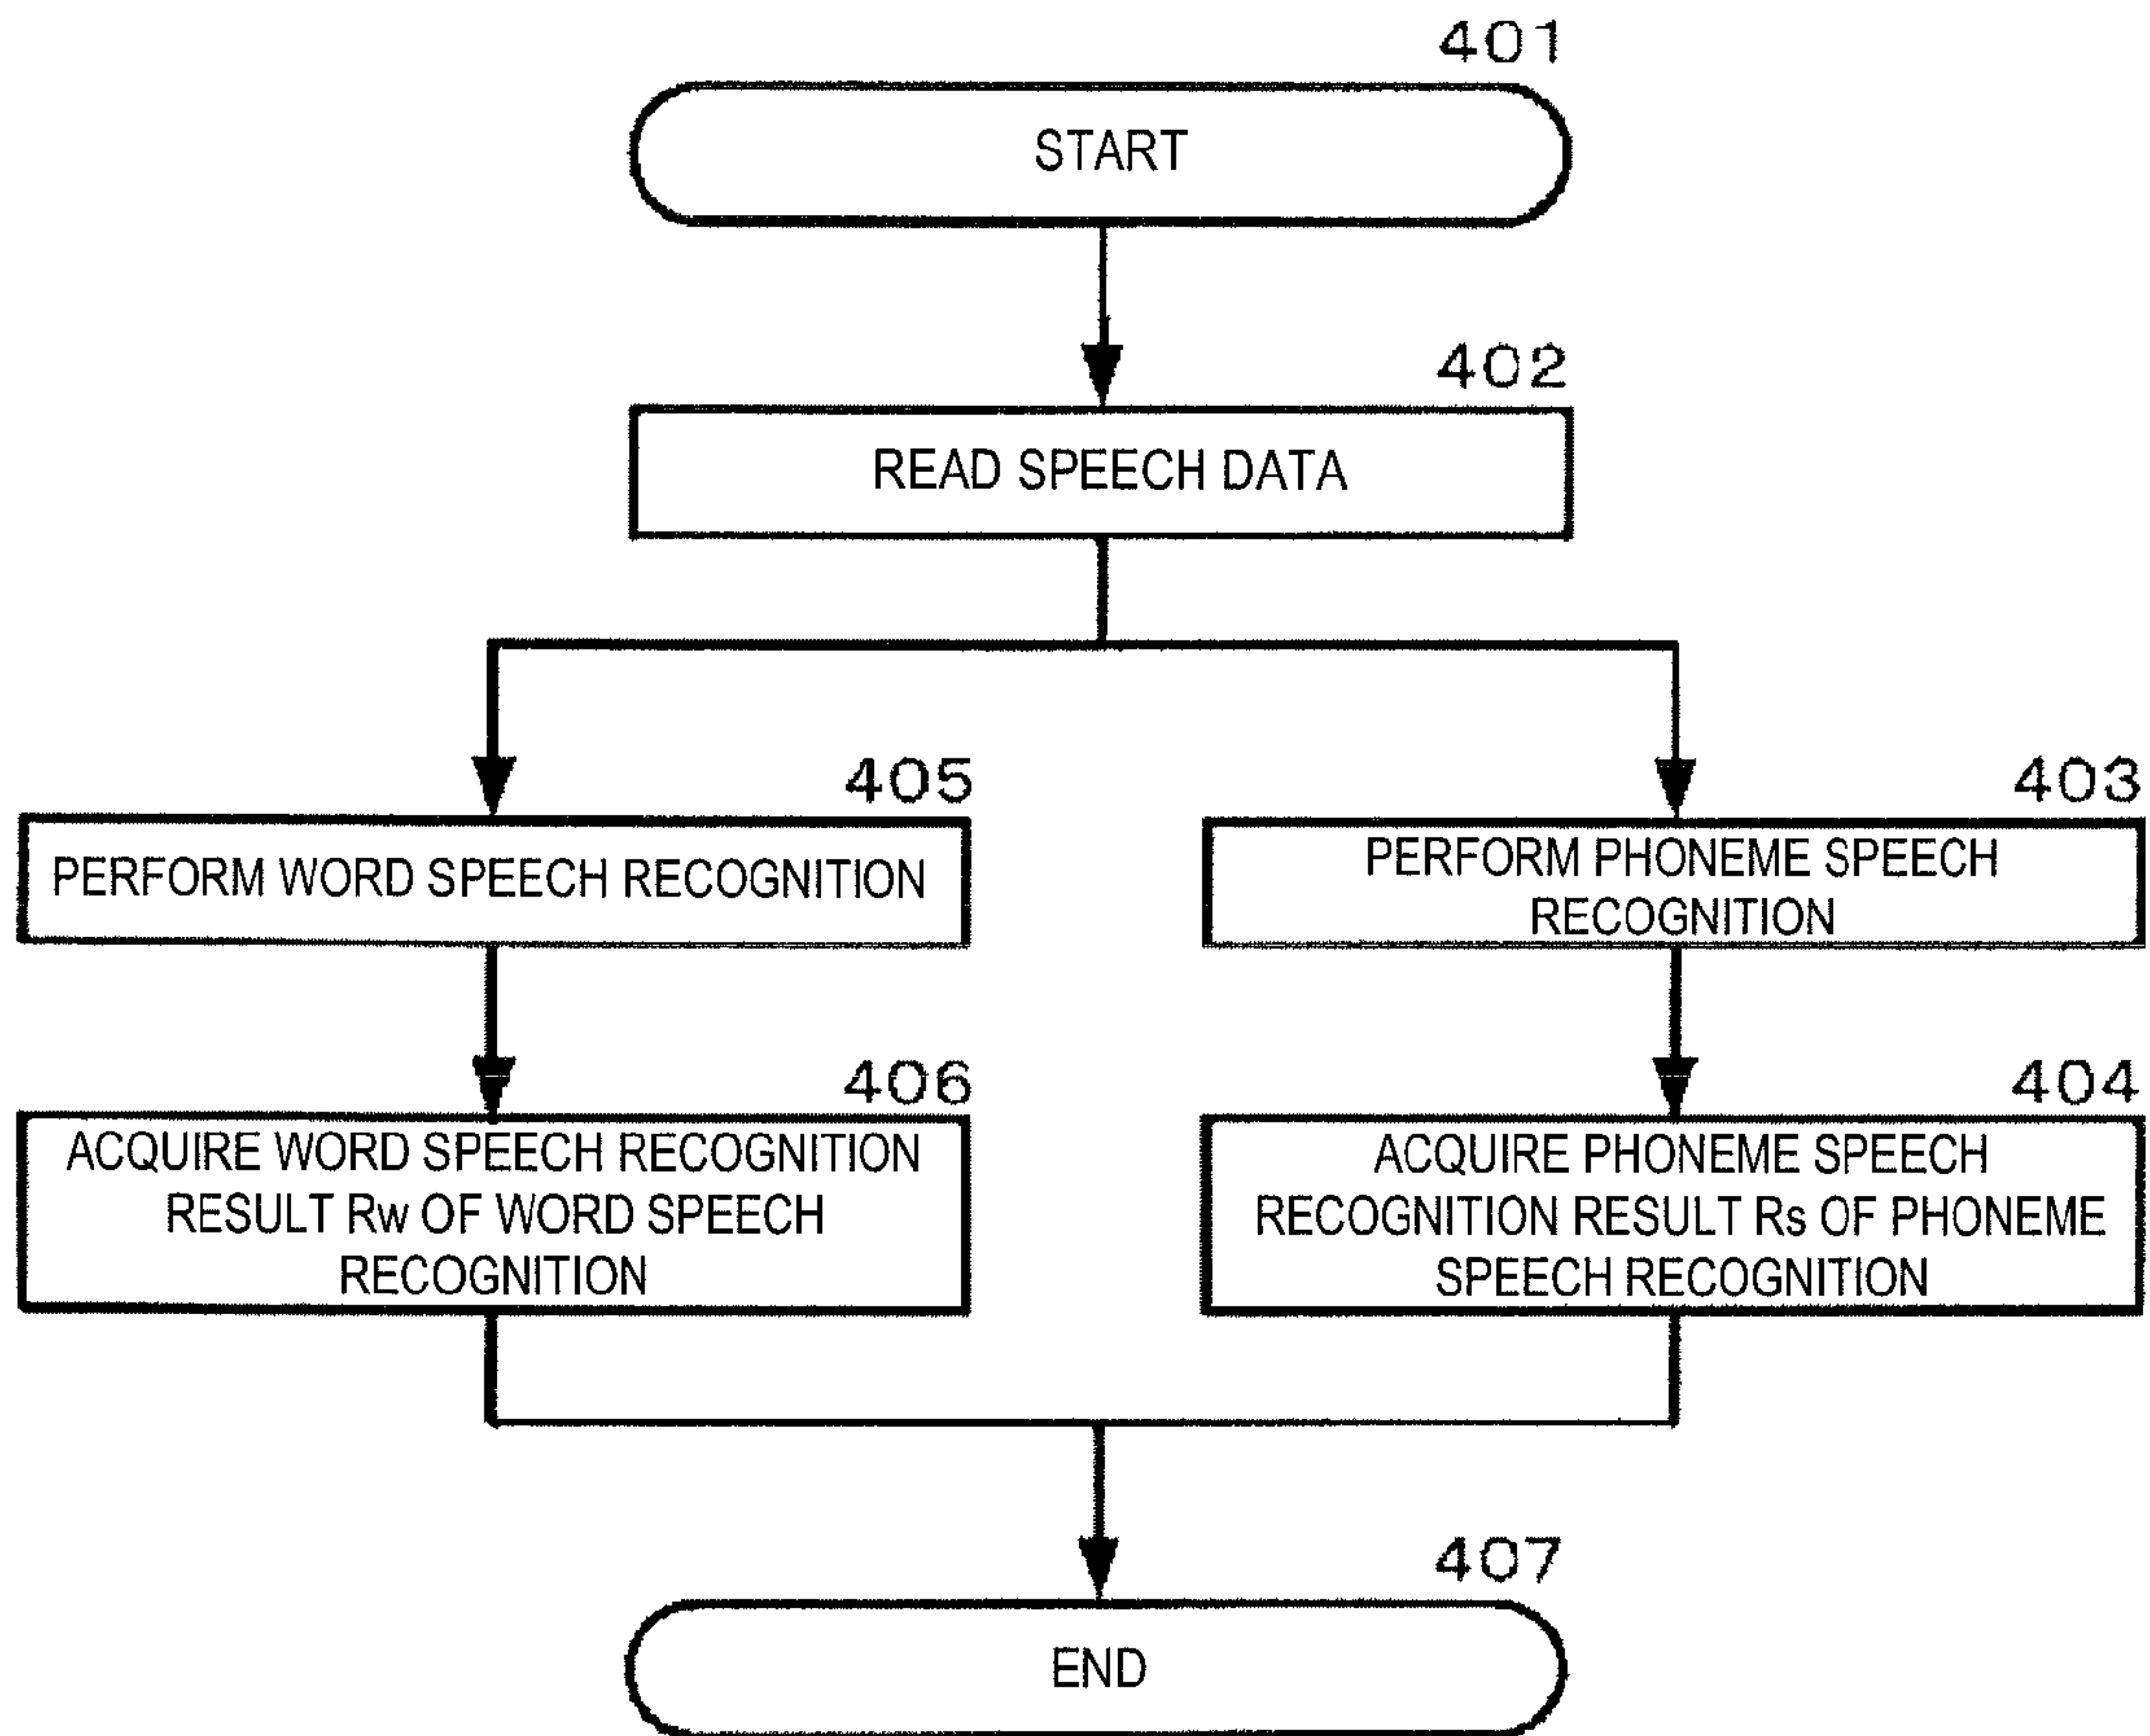 401
START
402
READ SPEECH DATA
405
PERFORM WORD SPEECH RECOGNITION
403
PERFORM PHONEME SPEECH
RECOGNITION
406
ACQUIRE WORD SPEECH RECOGNITION
RESULT Rw OF WORD SPEECH
RECOGNITION
404
ACQUIRE PHONEME SPEECH
RECOGNITION RESULT Rs OF PHONEME
SPEECH RECOGNITION
407
END